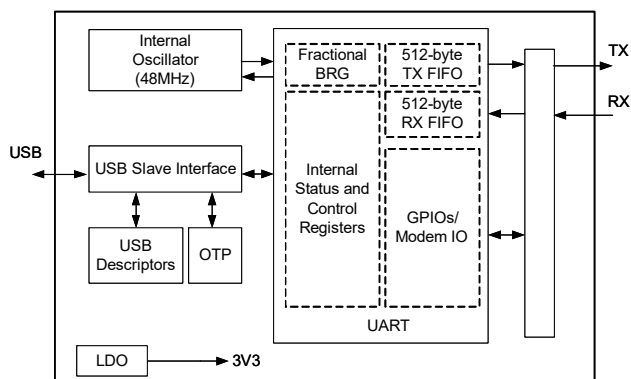 Internal
Oscillator
(48MHz)
Fractional
BRG
512-byte
TX FIFO
512-byte
RX FIFO
TX
RX
USB
USB Slave Interface
Internal
Status and
Control
Registers
GPIOs/
Modem IO
USB
Descriptors
OTP
UART
LDO
3V3